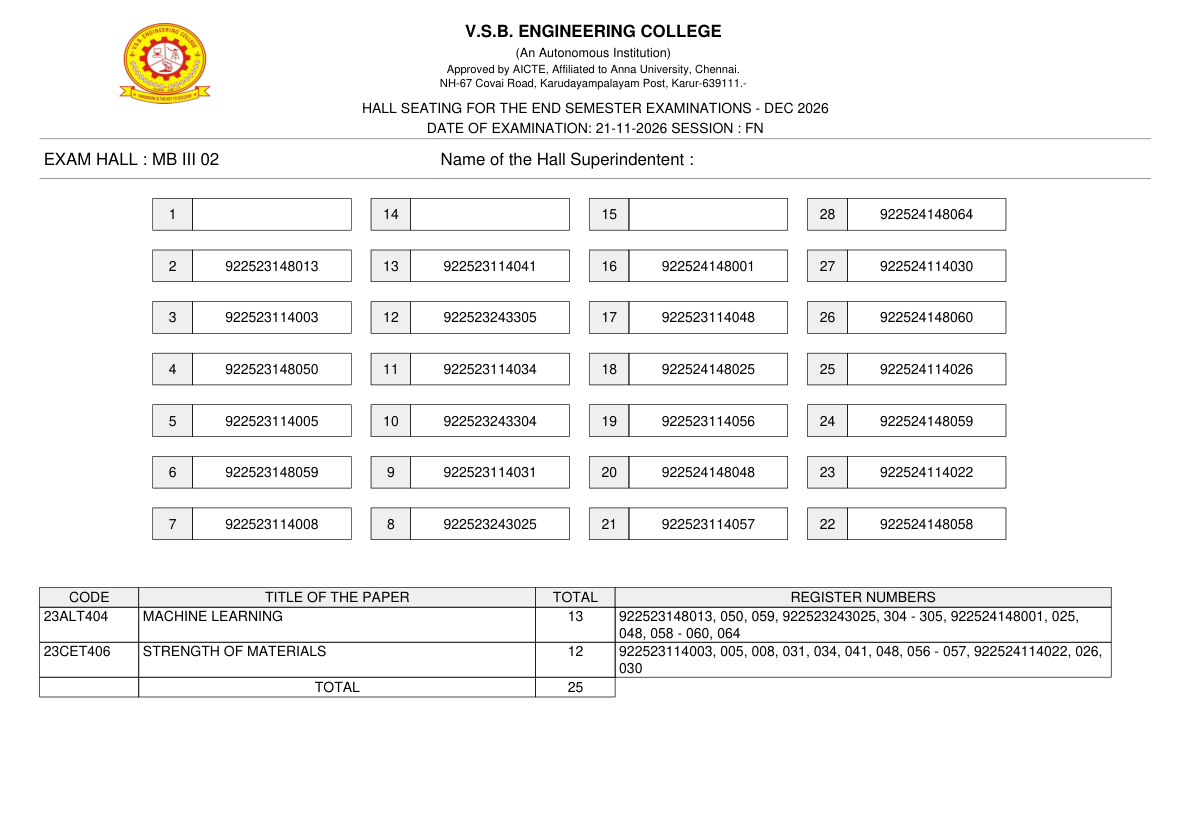 V.S.B. ENGINEERING COLLEGE
(An Autonomous Institution)
Approved by AICTE, Affiliated to Anna University, Chennai.
NH-67 Covai Road, Karudayampalayam Post, Karur-639111.-
HALL SEATING FOR THE END SEMESTER EXAMINATIONS - DEC 2026
DATE OF EXAMINATION: 21-11-2026 SESSION : FN
EXAM HALL : MB III 02 Name of the Hall Superintendent :
1 14 15 28 922524148064
2 922523148013 13 922523114041 16 922524148001 27 922524114030
3 922523114003 12 922523243305 17 922523114048 26 922524148060
4 922523148050 11 922523114034 18 922524148025 25 922524114026
5 922523114005 10 922523243304 19 922523114056 24 922524148059
6 922523148059 9 922523114031 20 922524148048 23 922524114022
7 922523114008 8 922523243025 21 922523114057 22 922524148058
CODE TITLE OF THE PAPER TOTAL REGISTER NUMBERS
23ALT404 MACHINE LEARNING 13 922523148013, 050, 059, 922523243025, 304 - 305, 922524148001, 025,
048, 058 - 060, 064
23CET406 STRENGTH OF MATERIALS 12 922523114003, 005, 008, 031, 034, 041, 048, 056 - 057, 922524114022, 026,
030
TOTAL 25